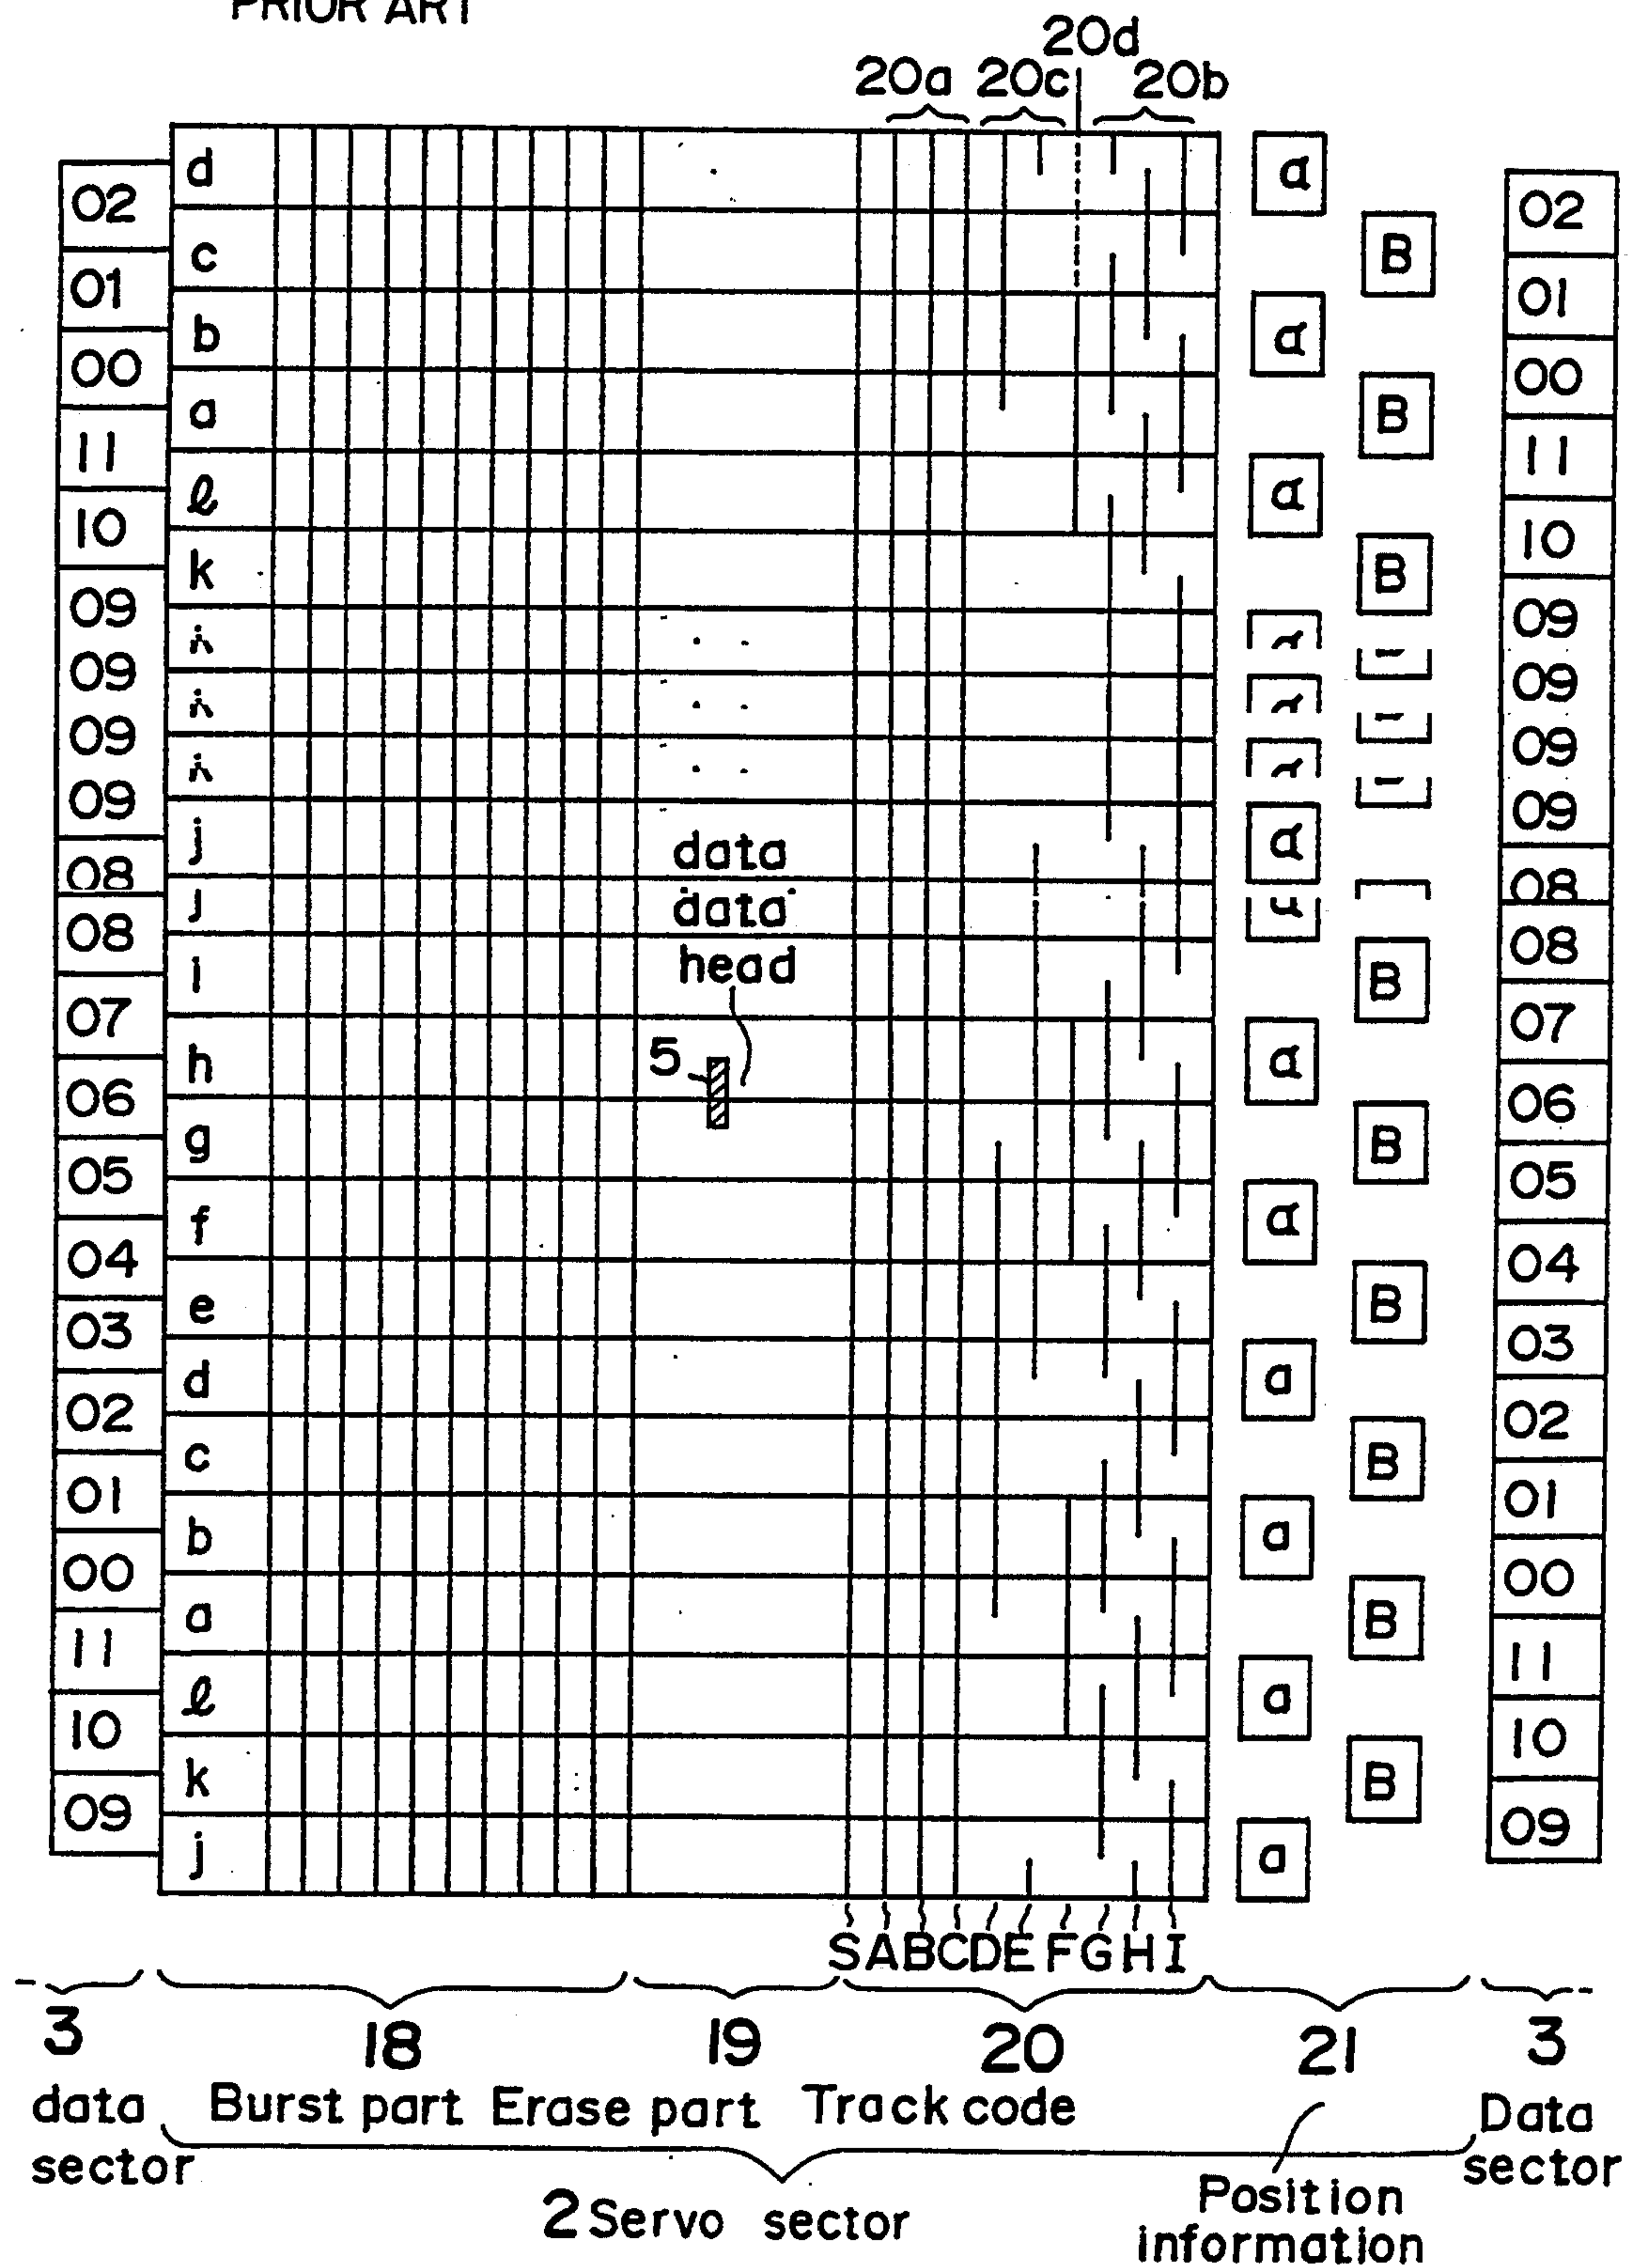 PRIOR ART
20d
20a 20c 20b
d a
02 02
c B
01 01
b a
00 00
a B
11 11
l a
10 10
k B
09 09
09 09
09 09
09 09
j a
data
08 08
j
data
08 08
head
i B
07 07
5
h a
06 06
g B
05 05
f a
04 04
e B
03 03
d a
02 02
c B
01 01
b a
00 00
a B
11 11
l a
10 10
k B
09 09
j a
S A B C D E F G H I
3 18 19 20 21 3
data sector Burst part Erase part Track code Data sector
2 Servo sector
Position information